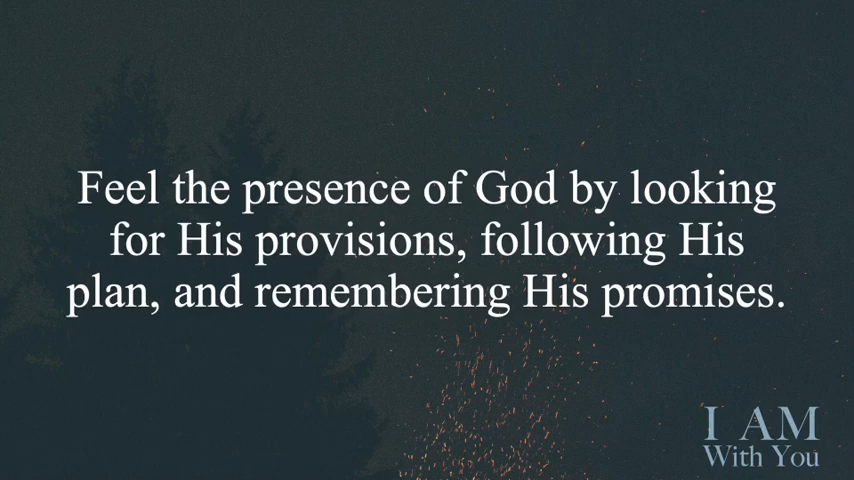 Feel the presence of God by looking
for His provisions, following His
plan, and remembering His promises.
I AM
With You